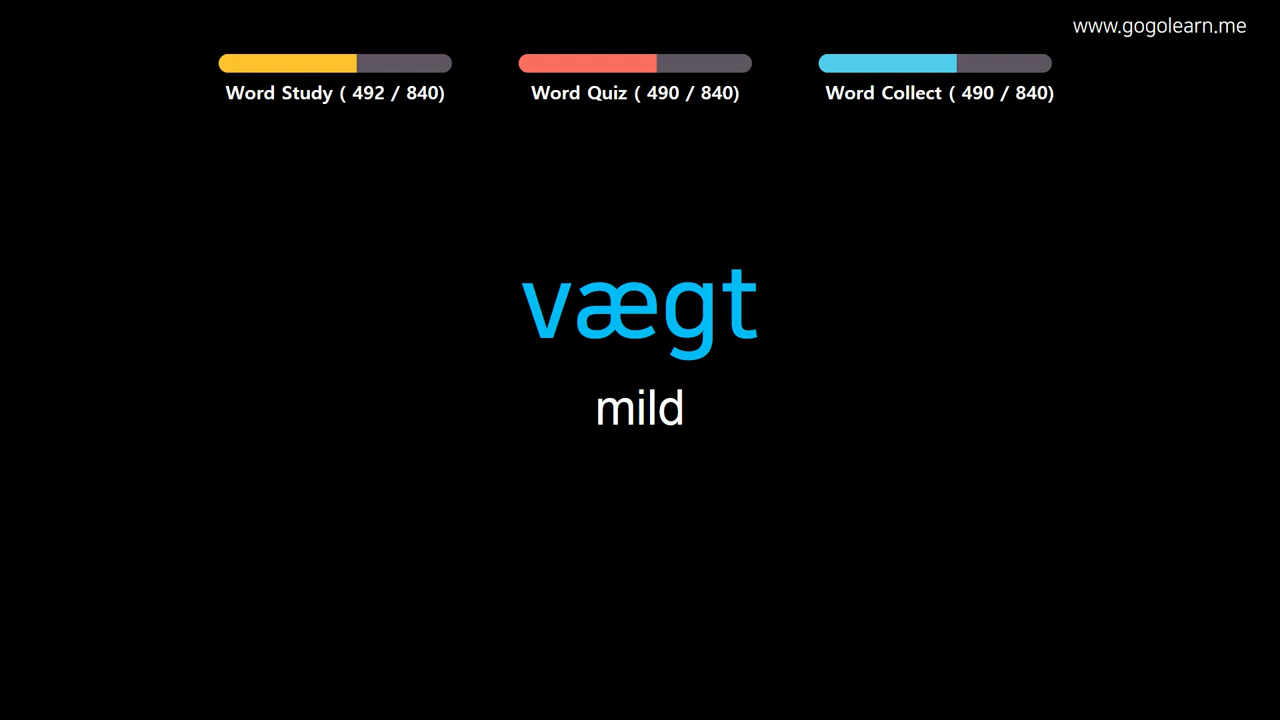 www.gogolearn.me
Word Study ( 492 / 840)
Word Quiz ( 490 / 840)
Word Collect ( 490 / 840)
vægt
mild